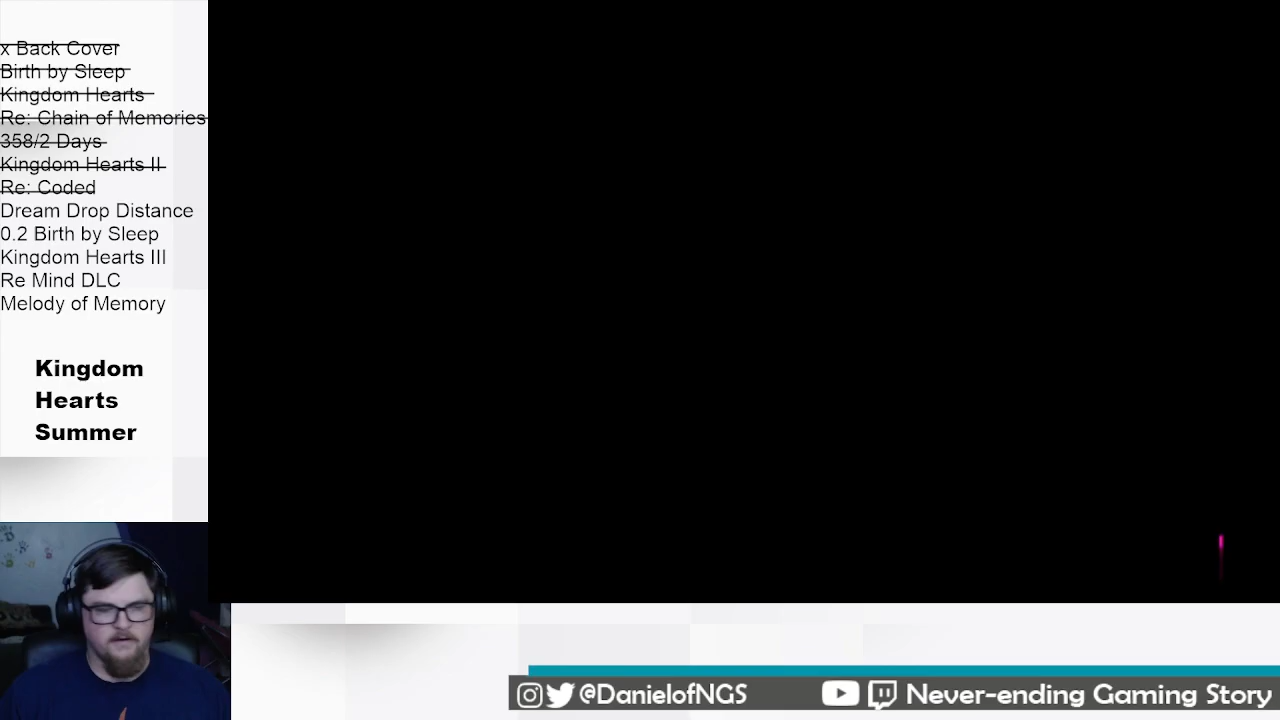 x Back Cover
Birth by Sleep
Kingdom Hearts
Re: Chain of Memories
358/2 Days
Kingdom Hearts II
Re: Coded
Dream Drop Distance
0.2 Birth by Sleep
Kingdom Hearts III
Re Mind DLC
Melody of Memory
Kingdom
Hearts
Summer
@DanielofNGS
Never-ending Gaming Story